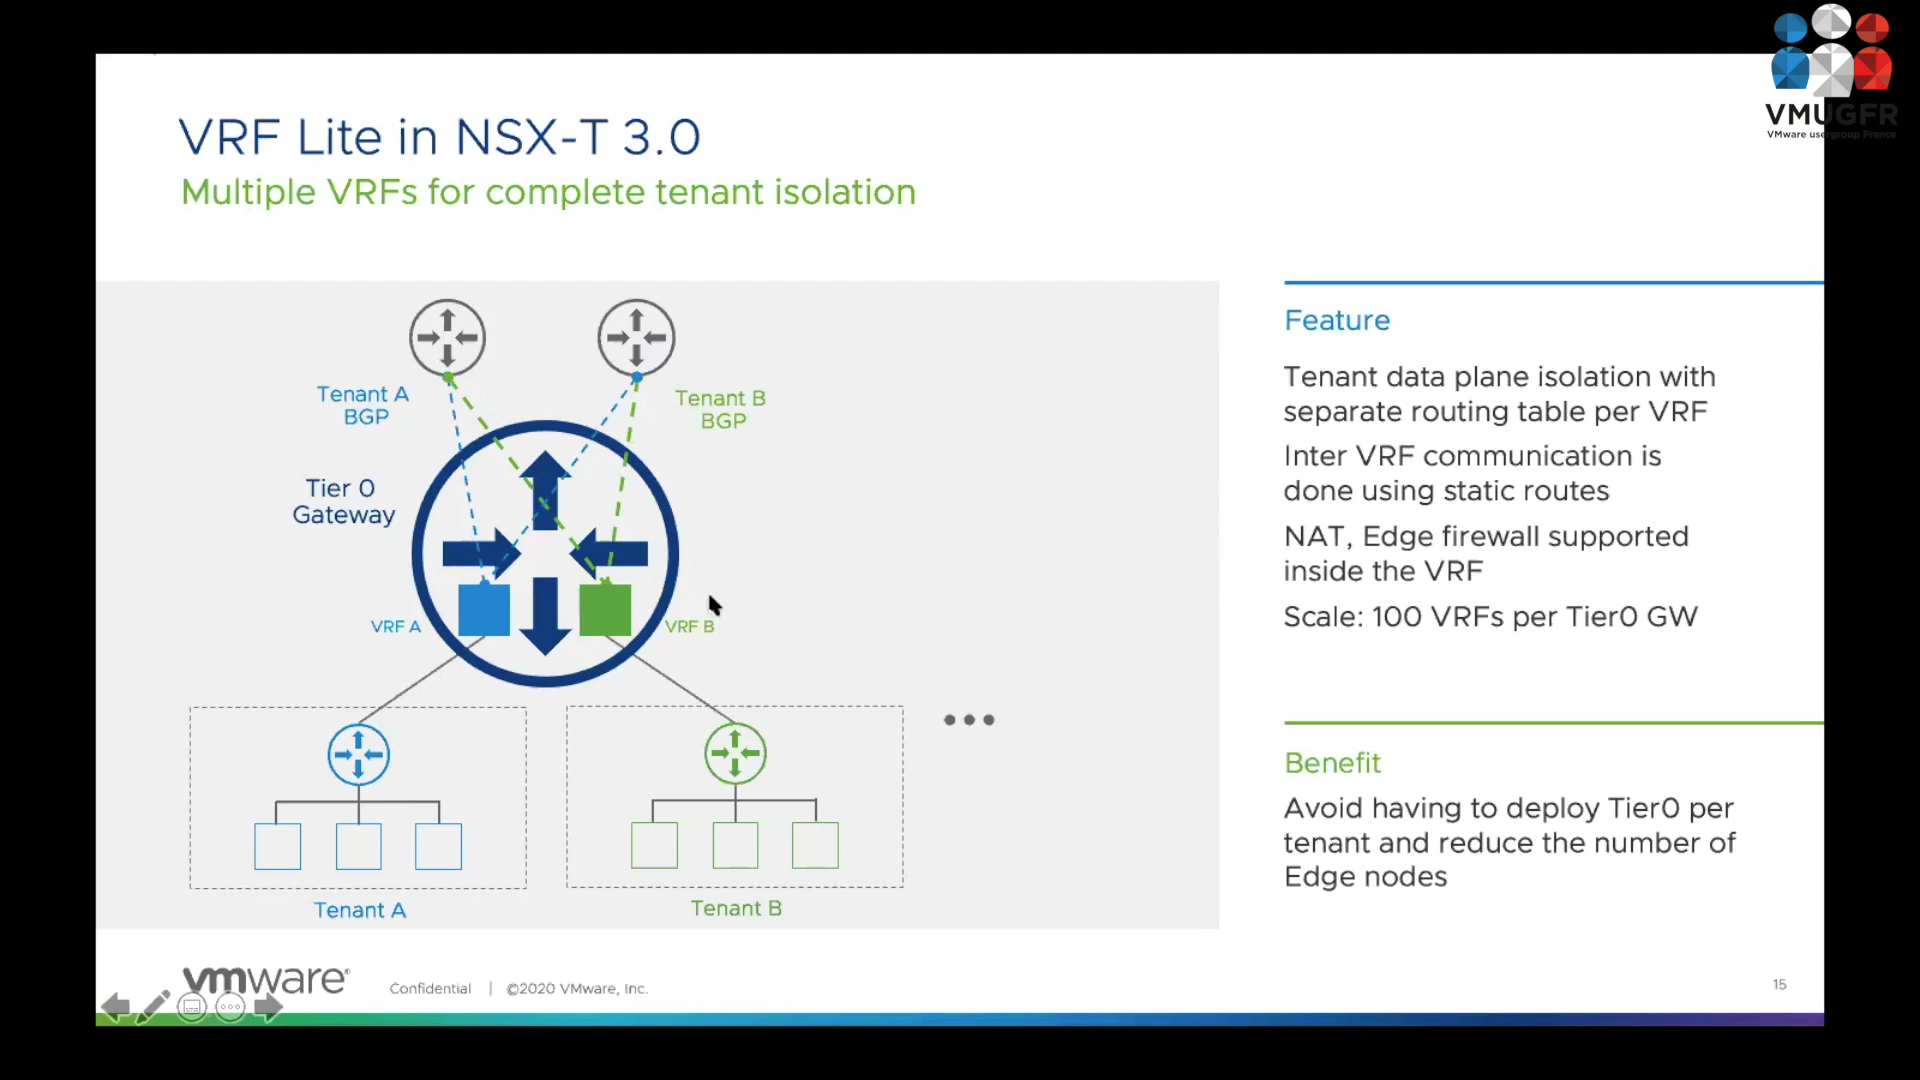 VMUGFR
VMware usergroup France
VRF Lite in NSX-T 3.0
Multiple VRFs for complete tenant isolation
Tenant A
BGP
Tenant B
BGP
Tier 0
Gateway
VRF A
VRF B
Tenant A
Tenant B
Feature
Tenant data plane isolation with
separate routing table per VRF
Inter VRF communication is
done using static routes
NAT, Edge firewall supported
inside the VRF
Scale: 100 VRFs per Tier0 GW
Benefit
Avoid having to deploy Tier0 per
tenant and reduce the number of
Edge nodes
vmware®
Confidential | ©2020 VMware, Inc.
15